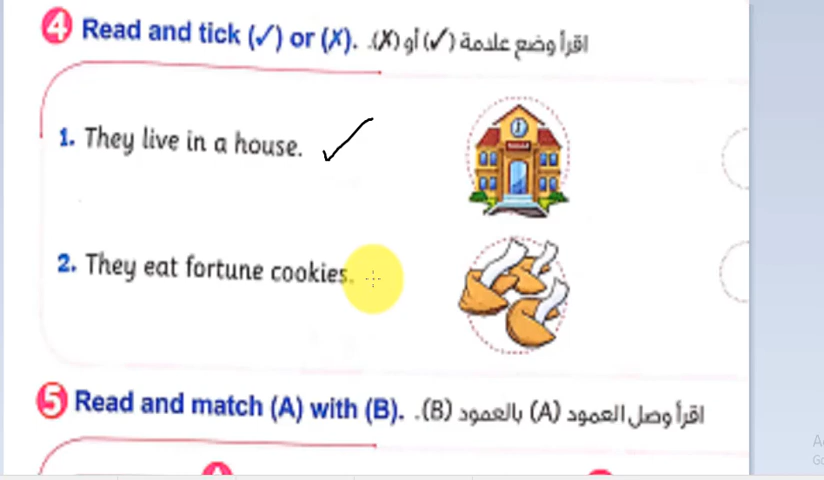 4 Read and tick (✓) or (X). اقرأ وضع علامة (✓) أو (X).
1. They live in a house. ✓
2. They eat fortune cookies.
5 Read and match (A) with (B). اقرأ وصل العمود (A) بالعمود (B).